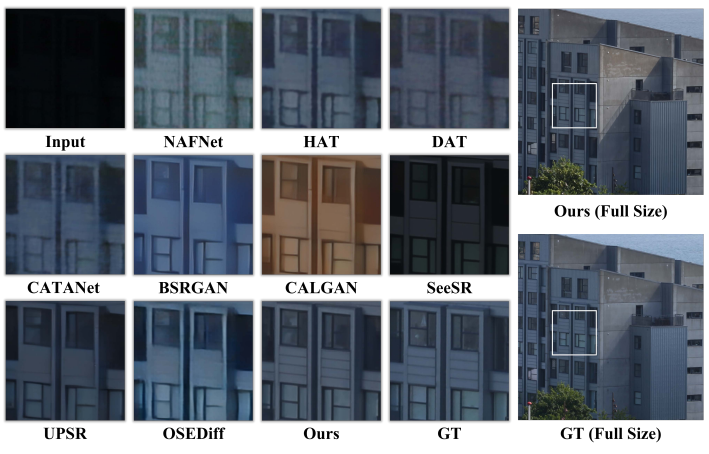 Input
NAFNet
HAT
DAT
Ours (Full Size)
CATANet
BSRGAN
CALGAN
SeeSR
UPSR
OSEDiff
Ours
GT
GT (Full Size)